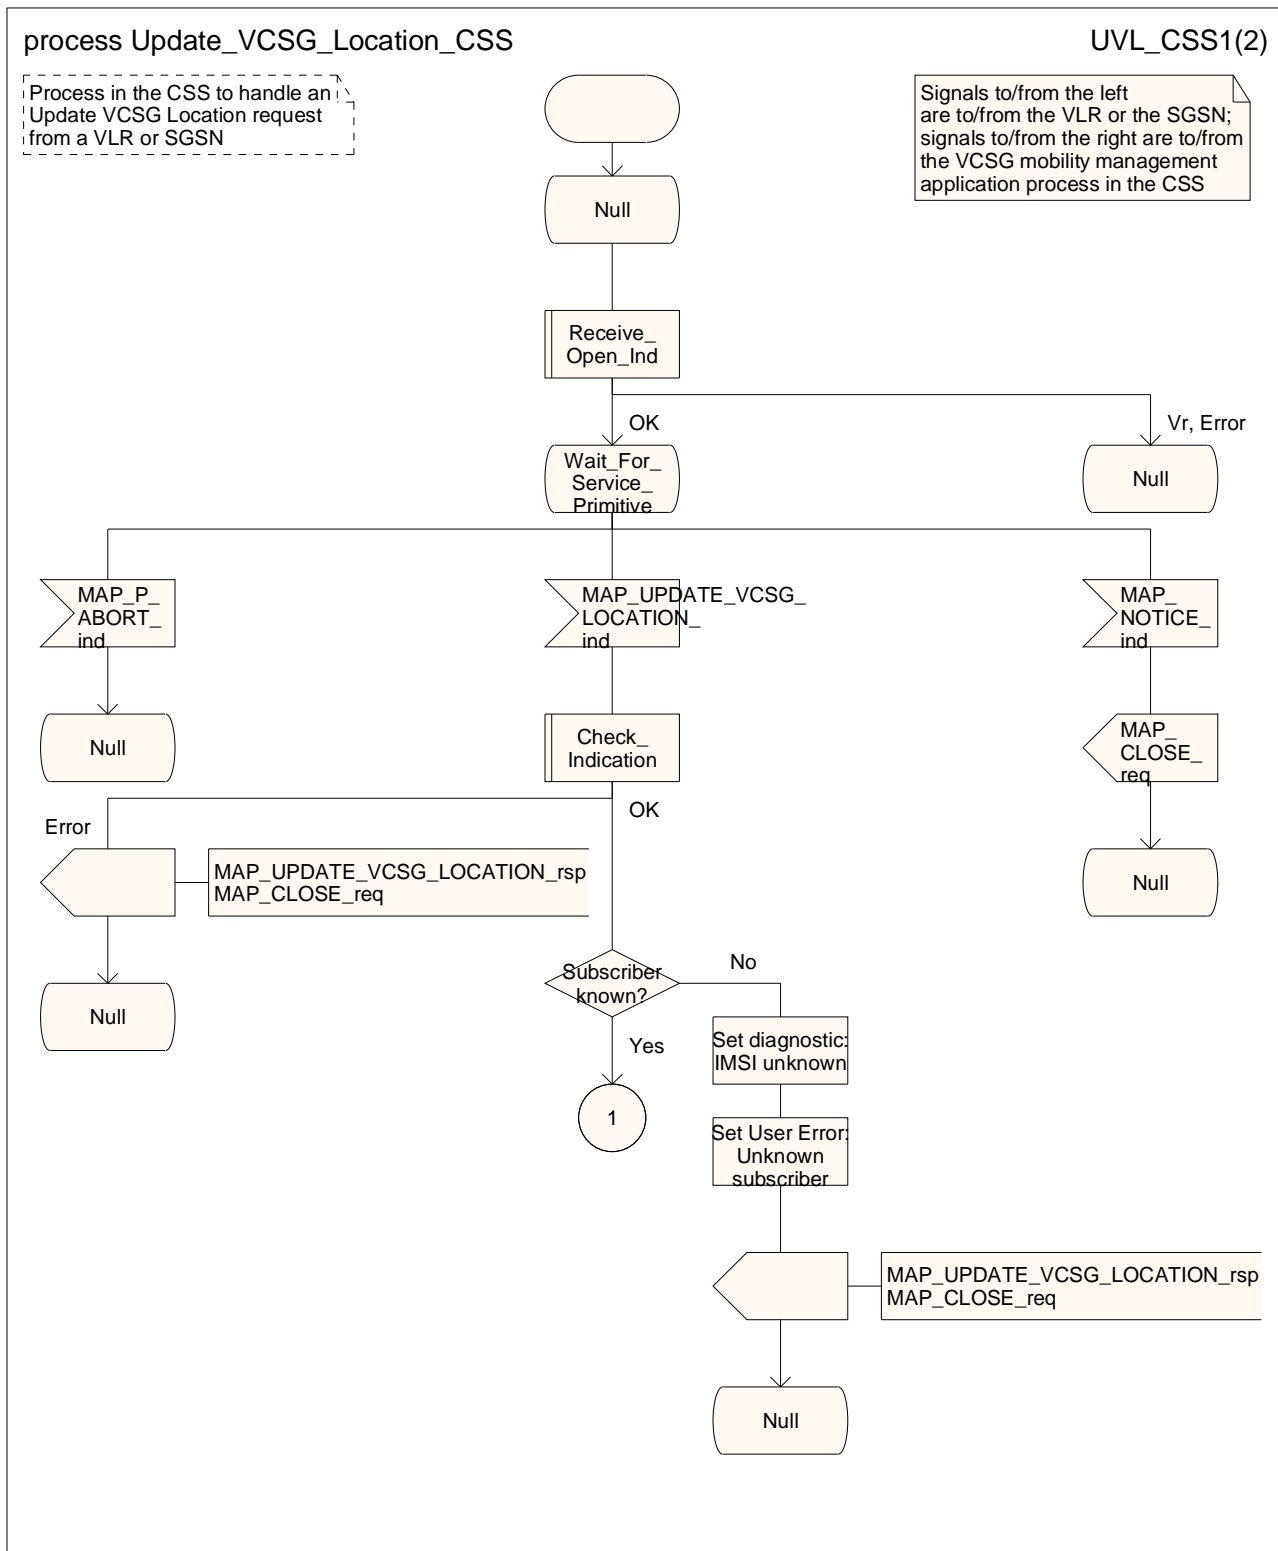 process Update_VCSG_Location_CSS
UVL_CSS1(2)
Process in the CSS to handle an
Update VCSG Location request
from a VLR or SGSN
Signals to/from the left
are to/from the VLR or the SGSN;
signals to/from the right are to/from
the VCSG mobility management
application process in the CSS
Null
Receive_
Open_Ind
OK
Vr, Error
Wait_For_
Service_
Primitive
Null
MAP_P_
ABORT_
ind
MAP_UPDATE_VCSG_
LOCATION_
ind
MAP_
NOTICE_
ind
Null
Check_
Indication
MAP_
CLOSE_
req
OK
Error
MAP_UPDATE_VCSG_LOCATION_rsp
MAP_CLOSE_req
Null
Null
Subscriber
known?
No
Yes
Set diagnostic:
IMSI unknown
1
Set User Error:
Unknown
subscriber
MAP_UPDATE_VCSG_LOCATION_rsp
MAP_CLOSE_req
Null